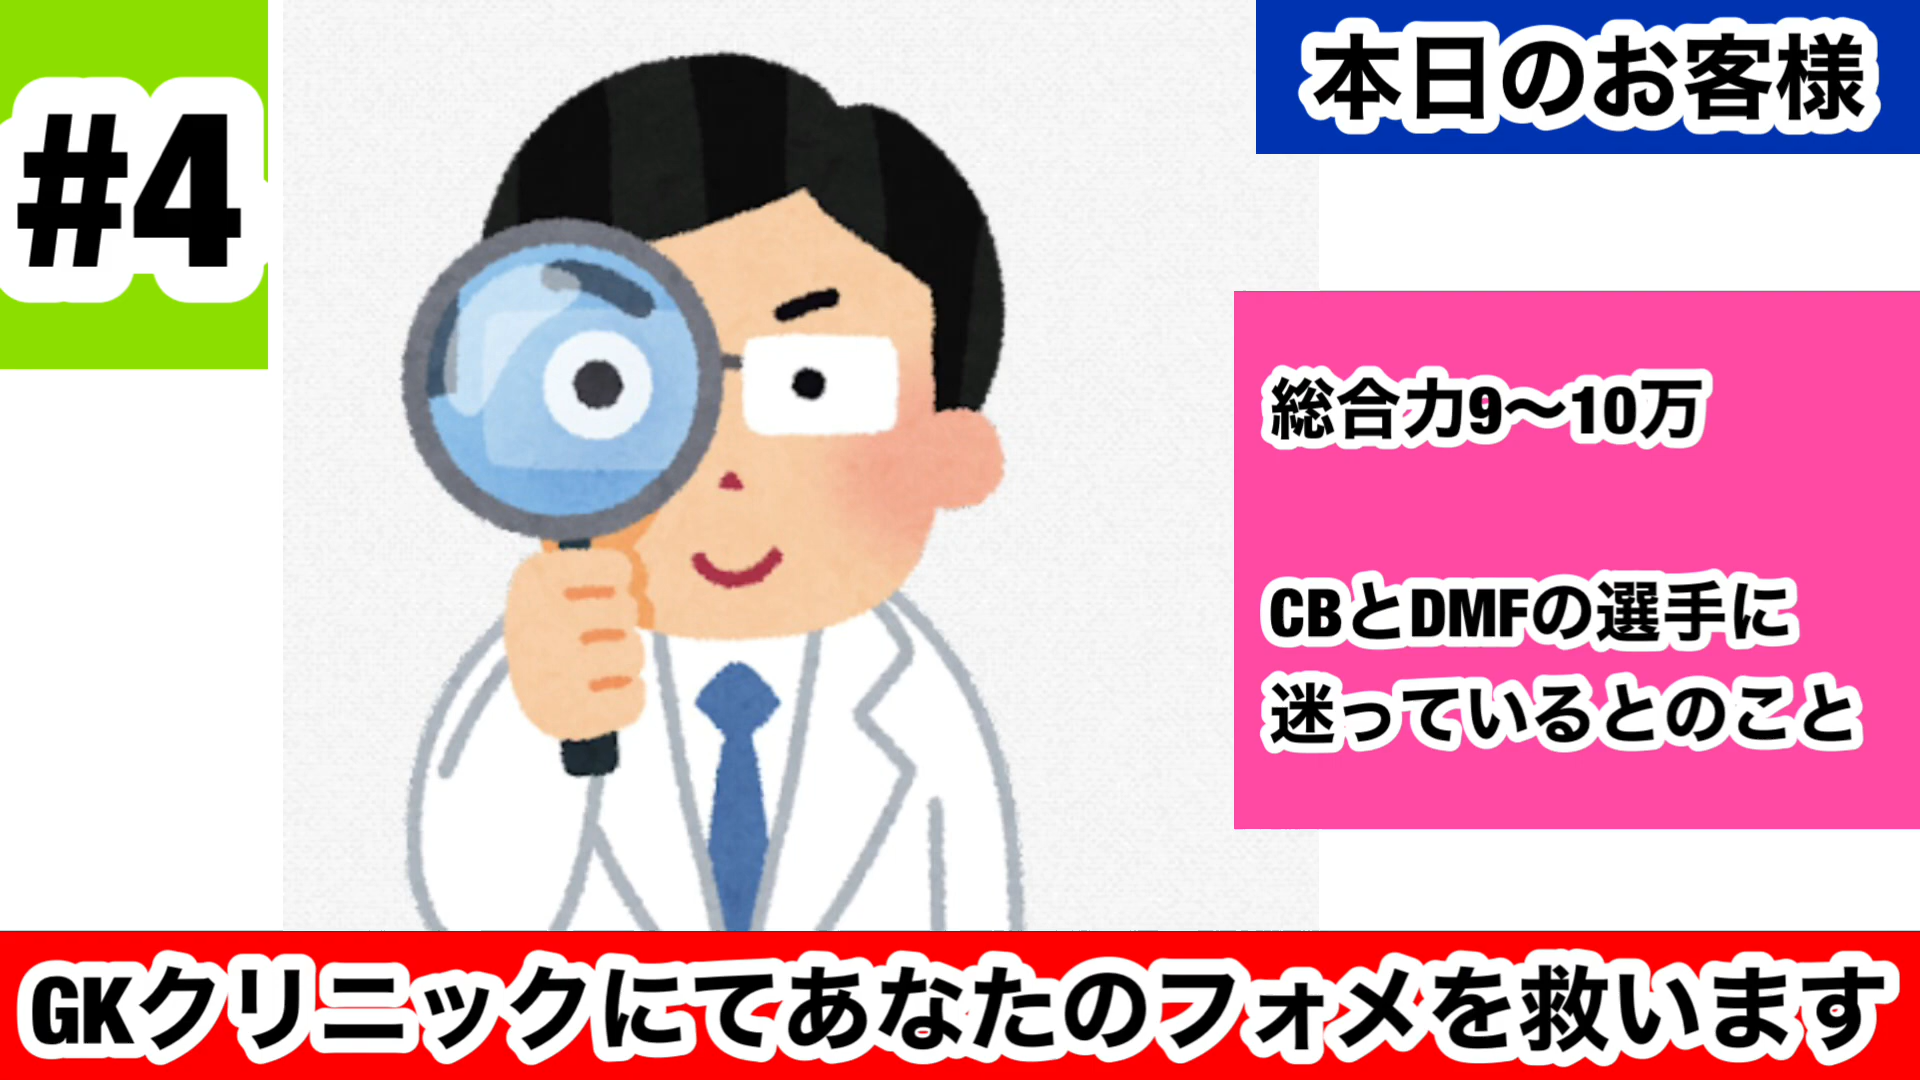 #4
本日のお客様
総合力9〜10万
CBとDMFの選手に
迷っているとのこと
GKクリニックにてあなたのフォメを救います